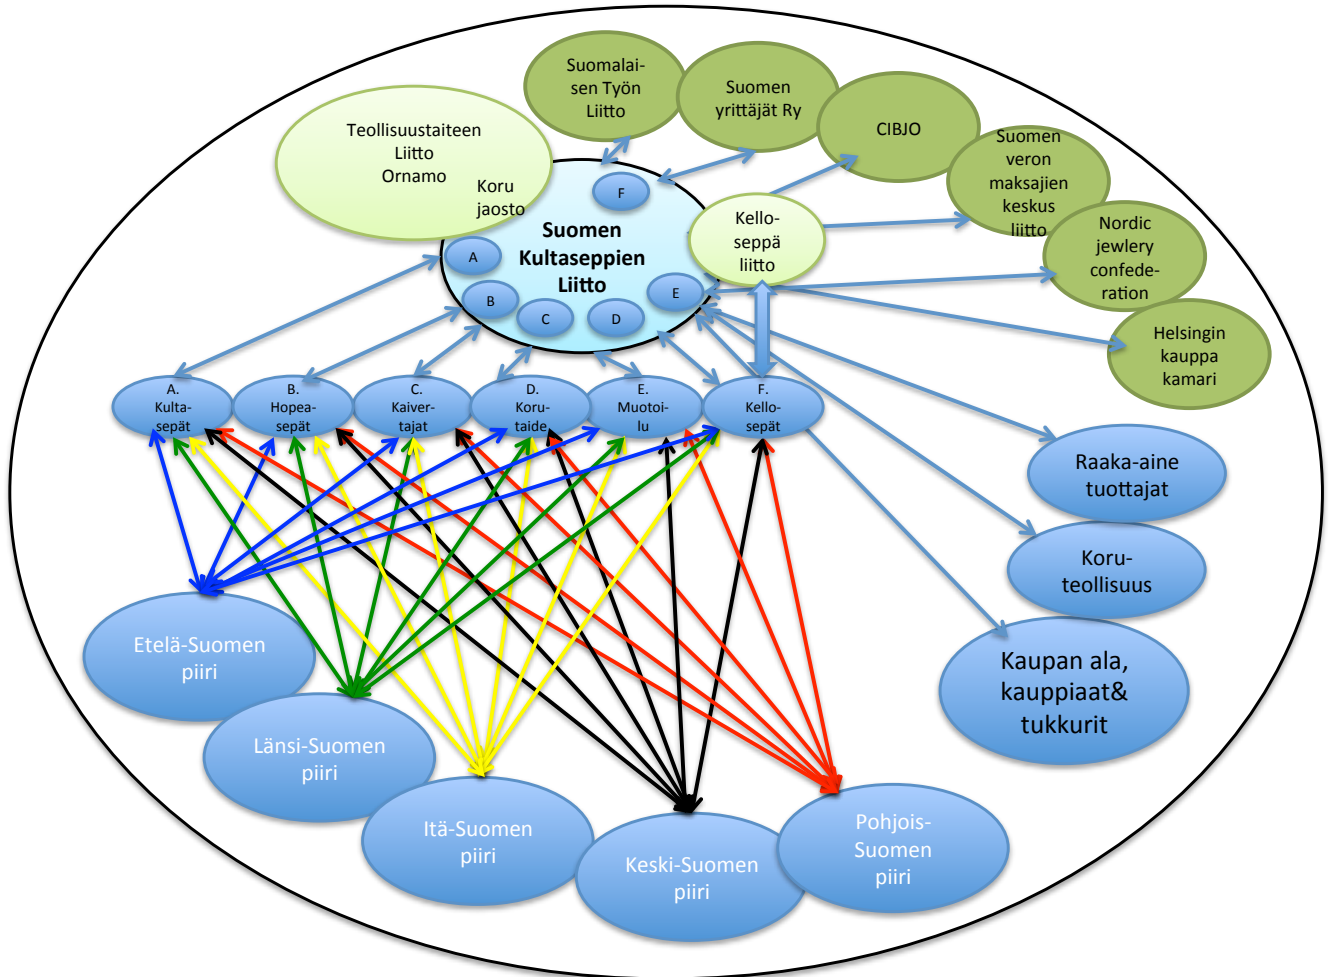 Suomalai-
sen Työn
Liitto
Suomen
yrittäjät Ry
CIBJO
Suomen
veron
maksajien
keskus
liitto
Nordic
jewlery
confede-
ration
Helsingin
kauppa
kamari
Teollisuustaiteen
Liitto
Ornamo
Koru
jaosto
Kello-
seppä
liitto
Suomen
Kultaseppien
Liitto
F
A
B
C
D
E
A.
Kulta-
sepät
B.
Hopea-
sepät
C.
Kaiver-
tajat
D.
Koru-
taide
E.
Muotoi-
lu
F.
Kello-
sepät
Raaka-aine
tuottajat
Koru-
teollisuus
Kaupan ala,
kauppiaat&
tukkurit
Etelä-Suomen
piiri
Länsi-Suomen
piiri
Itä-Suomen
piiri
Keski-Suomen
piiri
Pohjois-
Suomen
piiri